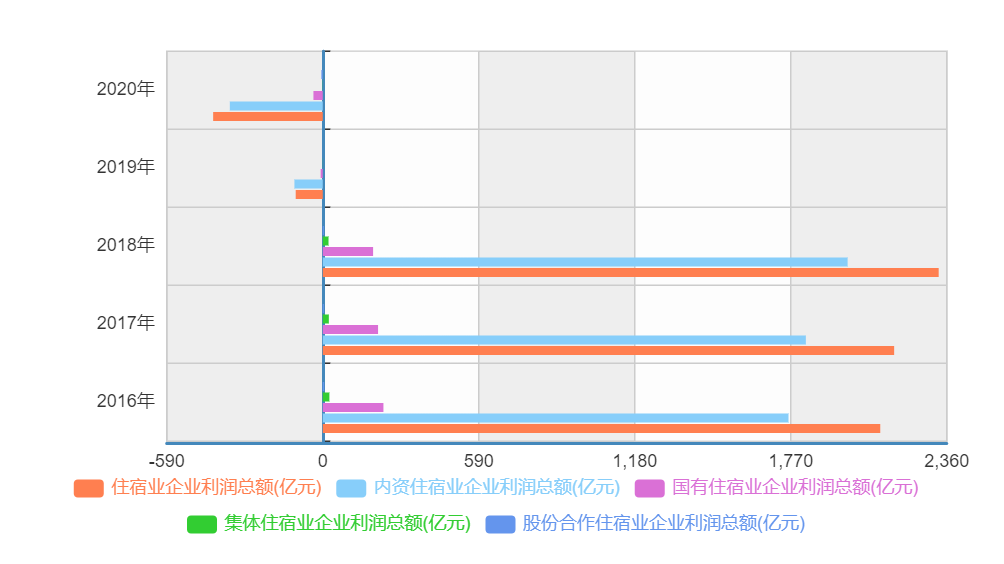 2020年
2019年
2018年
2017年
2016年
-590 0 590 1,180 1,770 2,360
住宿业企业利润总额(亿元) 内资住宿业企业利润总额(亿元) 国有住宿业企业利润总额(亿元)
集体住宿业企业利润总额(亿元) 股份合作住宿业企业利润总额(亿元)